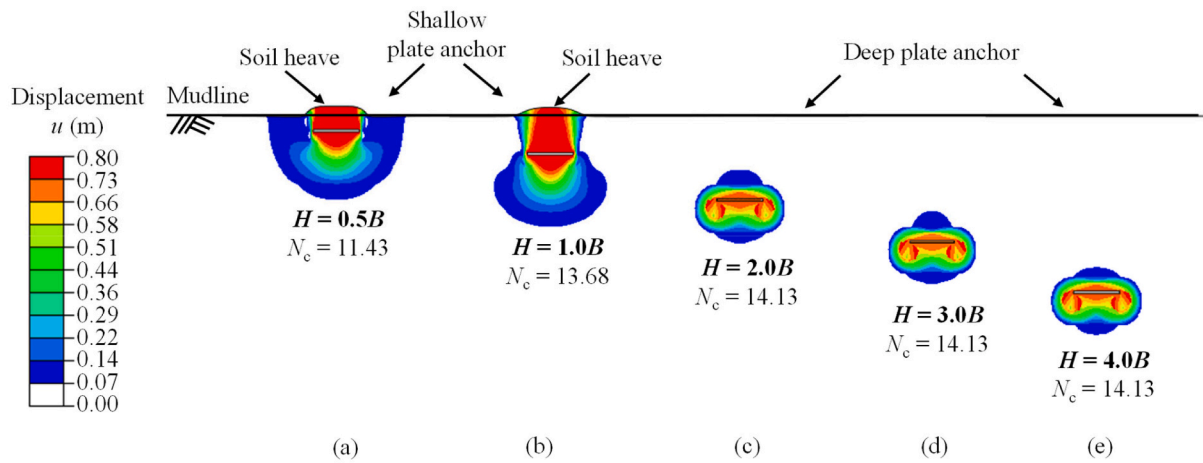 Shallow
plate anchor
Soil heave
Soil heave
Deep plate anchor
Displacement
u (m)
Mudline
0.80
0.73
0.66
0.58
0.51
0.44
0.36
0.29
0.22
0.14
0.07
0.00
H = 0.5B
Nc = 11.43
H = 1.0B
Nc = 13.68
H = 2.0B
Nc = 14.13
H = 3.0B
Nc = 14.13
H = 4.0B
Nc = 14.13
(a)
(b)
(c)
(d)
(e)